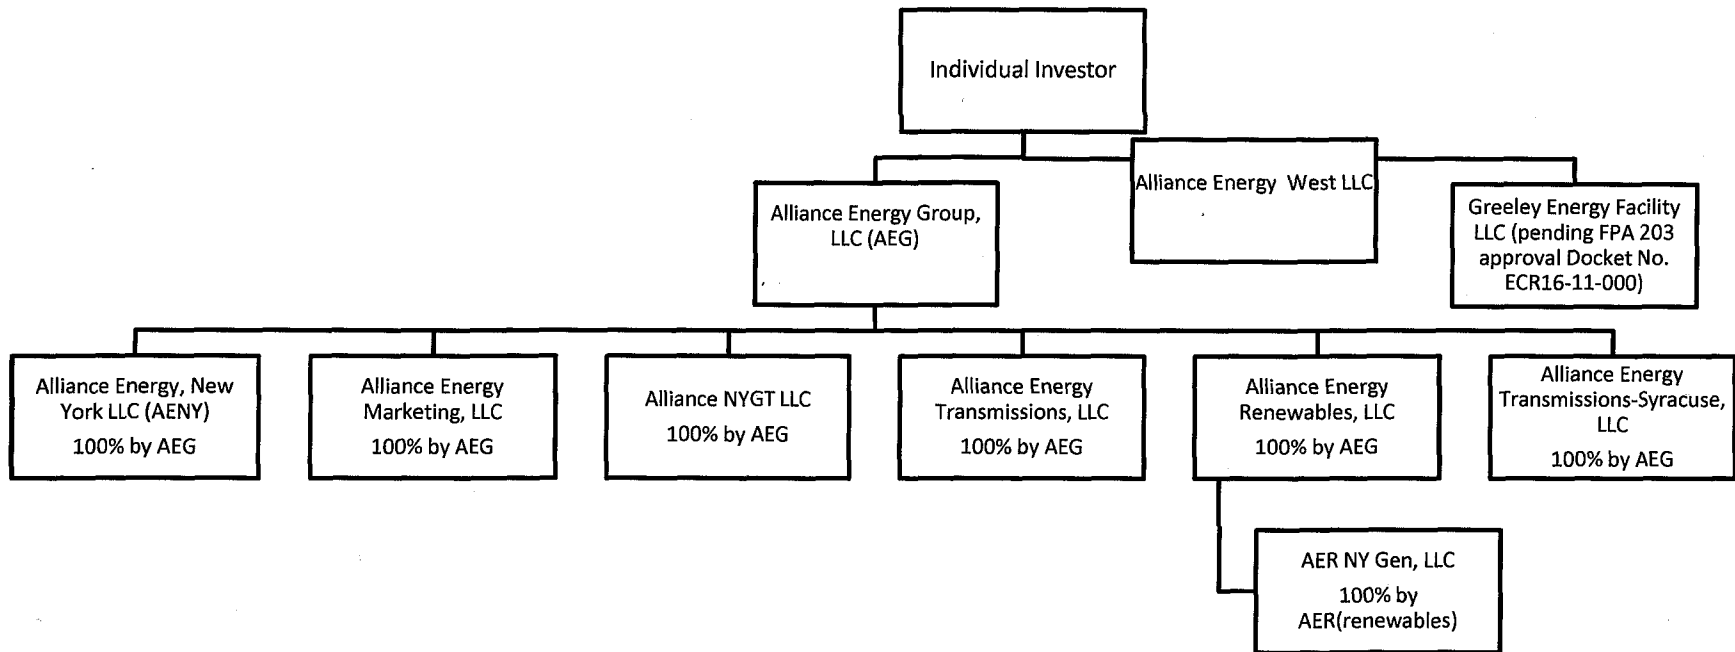 Individual Investor
Alliance Energy Group,
LLC (AEG)
Alliance Energy West LLC
Greeley Energy Facility
LLC (pending FPA 203
approval Docket No.
ECR16-11-000)
Alliance Energy, New
York LLC (AENY)
100% by AEG
Alliance Energy
Marketing, LLC
100% by AEG
Alliance NYGT LLC
100% by AEG
Alliance Energy
Transmissions, LLC
100% by AEG
Alliance Energy
Renewables, LLC
100% by AEG
Alliance Energy
Transmissions-Syracuse,
LLC
100% by AEG
AER NY Gen, LLC
100% by
AER(renewables)